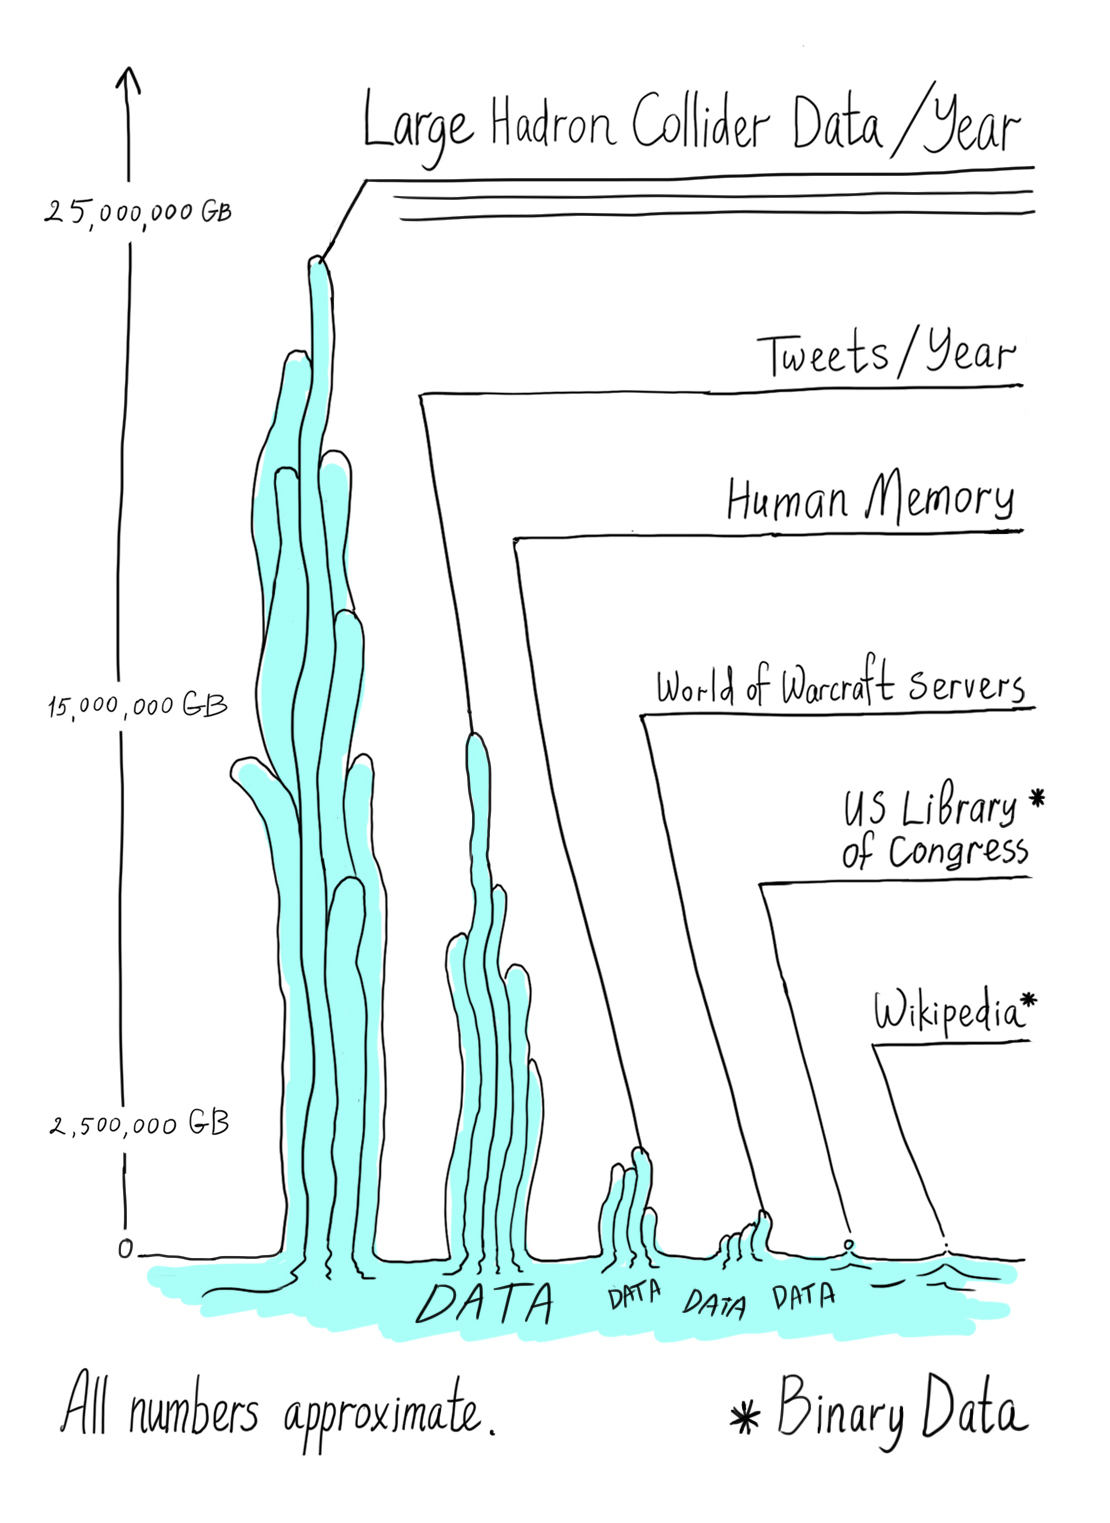 Large Hadron Collider Data/Year
25,000,000 GB
Tweets/Year
Human Memory
World of Warcraft Servers
15,000,000 GB
US Library *
of Congress
Wikipedia*
2,500,000 GB
0
DATA DATA DATA DATA
All numbers approximate.
* Binary Data